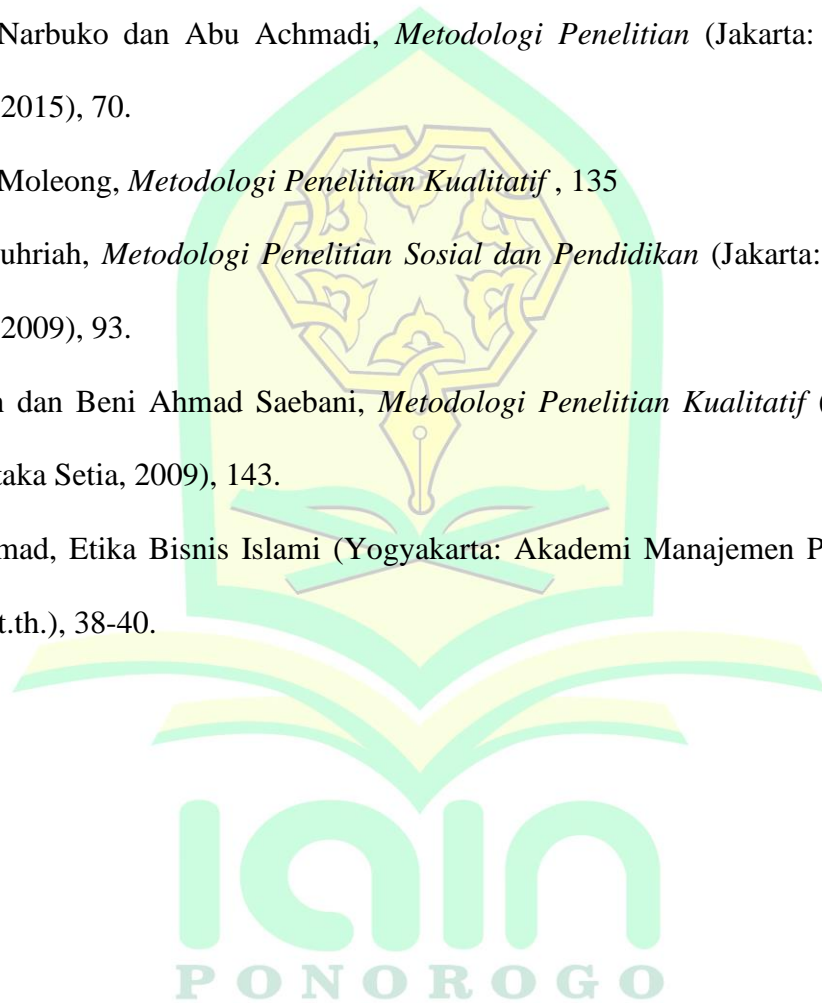 Narbuko dan Abu Achmadi, Metodologi Penelitian (Jakarta:
2015), 70.
Moleong, Metodologi Penelitian Kualitatif , 135
uhriah, Metodologi Penelitian Sosial dan Pendidikan (Jakarta:
2009), 93.
dan Beni Ahmad Saebani, Metodologi Penelitian Kualitatif (
taka Setia, 2009), 143.
mad, Etika Bisnis Islami (Yogyakarta: Akademi Manajemen P
t.th.), 38-40.
iain
PONOROGO